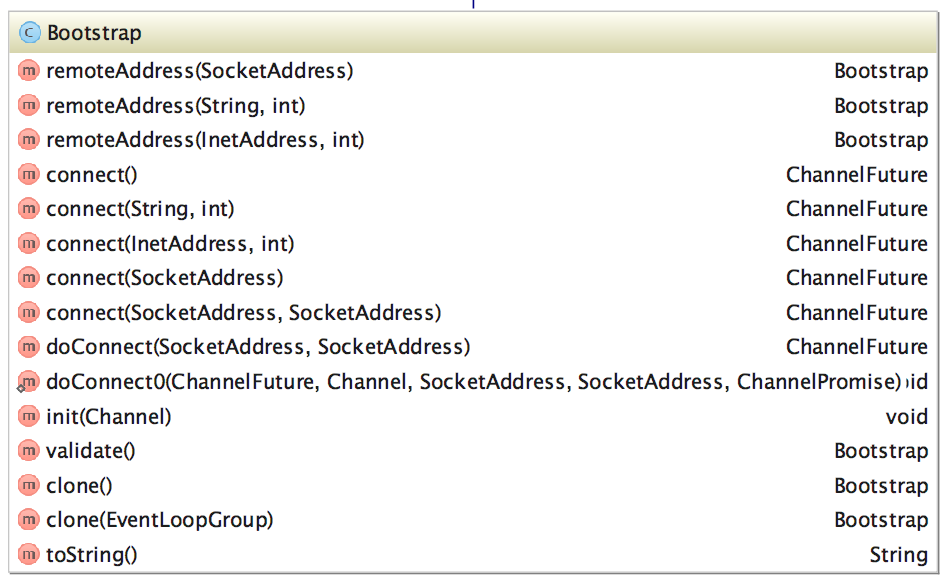 C Bootstrap
m remoteAddress(SocketAddress) Bootstrap
m remoteAddress(String, int) Bootstrap
m remoteAddress(InetAddress, int) Bootstrap
m connect() ChannelFuture
m connect(String, int) ChannelFuture
m connect(InetAddress, int) ChannelFuture
m connect(SocketAddress) ChannelFuture
m connect(SocketAddress, SocketAddress) ChannelFuture
m doConnect(SocketAddress, SocketAddress) ChannelFuture
m doConnect0(ChannelFuture, Channel, SocketAddress, SocketAddress, ChannelPromise) id
m init(Channel) void
m validate() Bootstrap
m clone() Bootstrap
m clone(EventLoopGroup) Bootstrap
m toString() String